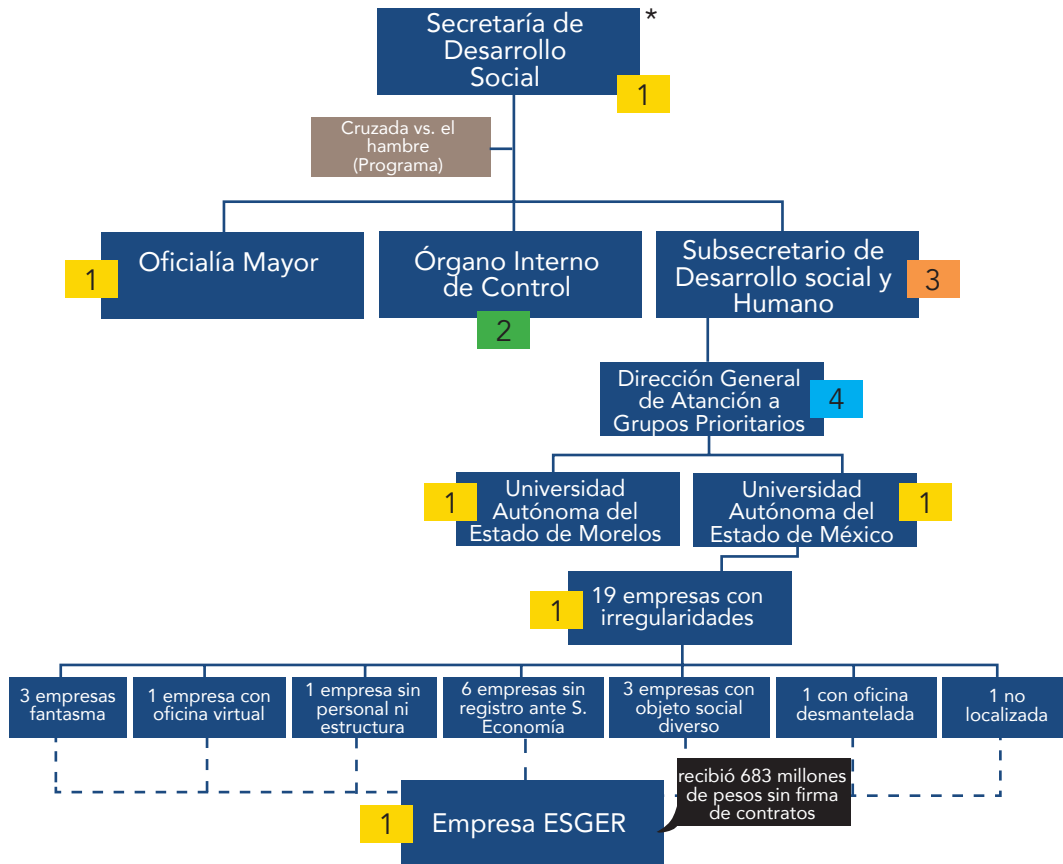 Secretaría de
Desarrollo
Social
*
1
Cruzada vs. el
hambre
(Programa)
Oficialía Mayor
1
Órgano Interno
de Control
2
Subsecretario de
Desarrollo social y
Humano
3
Dirección General
de Atanción a
Grupos Prioritarios
4
1
Universidad
Autónoma del
Estado de Morelos
Universidad
Autónoma del
Estado de México
1
1
19 empresas con
irregularidades
3 empresas
fantasma
1 empresa con
oficina virtual
1 empresa sin
personal ni
estructura
6 empresas sin
registro ante S.
Economía
3 empresas con
objeto social
diverso
1 con oficina
desmantelada
1 no
localizada
recibió 683 millones
de pesos sin firma
de contratos
1
Empresa ESGER